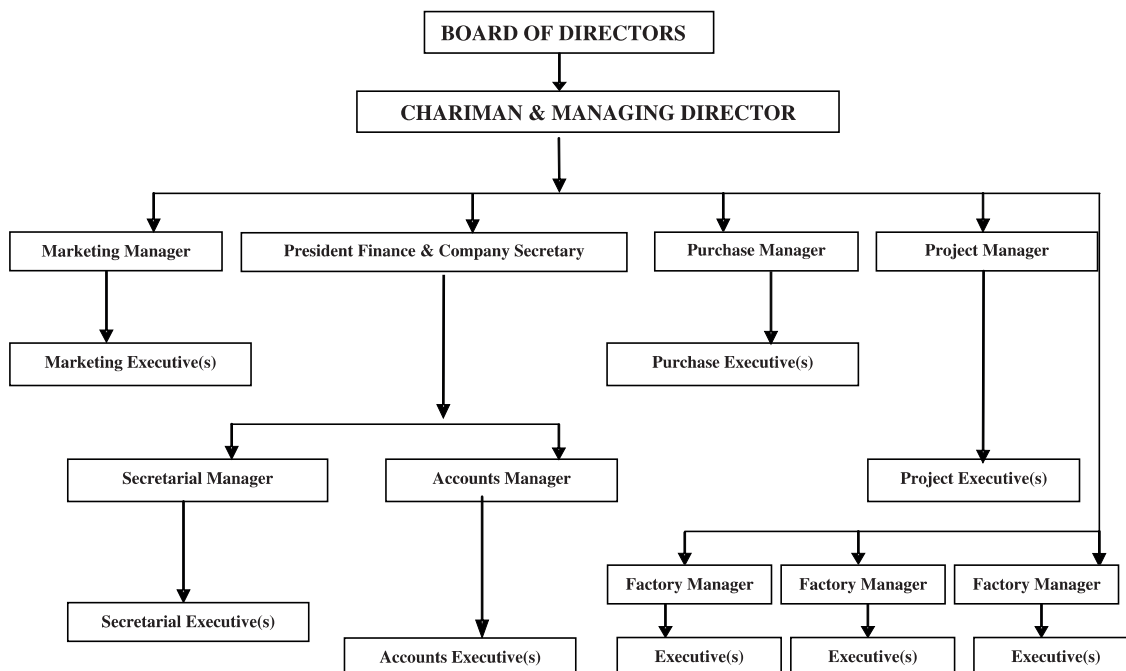 BOARD OF DIRECTORS
CHARIMAN & MANAGING DIRECTOR
Marketing Manager
President Finance & Company Secretary
Purchase Manager
Project Manager
Marketing Executive(s)
Purchase Executive(s)
Secretarial Manager
Accounts Manager
Project Executive(s)
Factory Manager
Factory Manager
Factory Manager
Secretarial Executive(s)
Accounts Executive(s)
Executive(s)
Executive(s)
Executive(s)